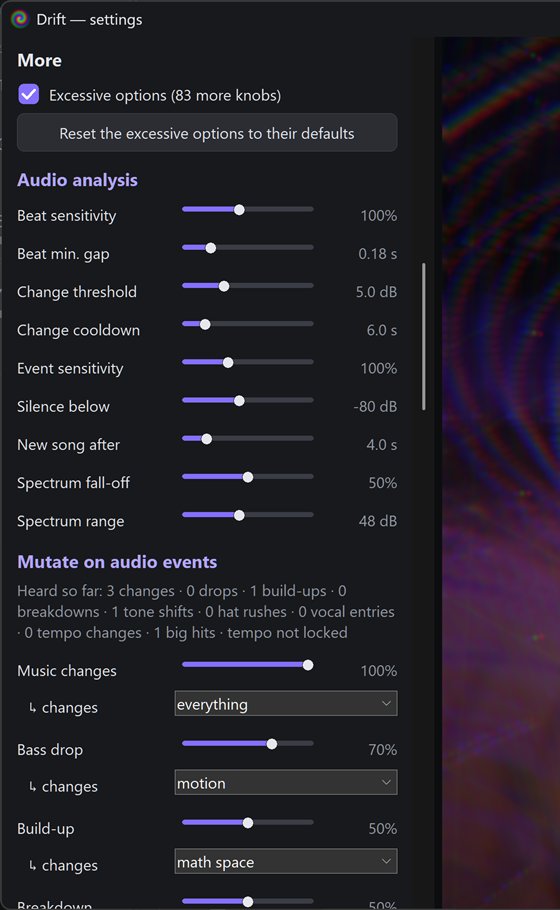 Drift — settings
More
Excessive options (83 more knobs)
Reset the excessive options to their defaults
Audio analysis
Beat sensitivity 100%
Beat min. gap 0.18 s
Change threshold 5.0 dB
Change cooldown 6.0 s
Event sensitivity 100%
Silence below -80 dB
New song after 4.0 s
Spectrum fall-off 50%
Spectrum range 48 dB
Mutate on audio events
Heard so far: 3 changes · 0 drops · 1 build-ups · 0
breakdowns · 1 tone shifts · 0 hat rushes · 0 vocal entries
· 0 tempo changes · 1 big hits · tempo not locked
Music changes 100%
↳ changes everything
Bass drop 70%
↳ changes motion
Build-up 50%
↳ changes math space
Breakdown 50%